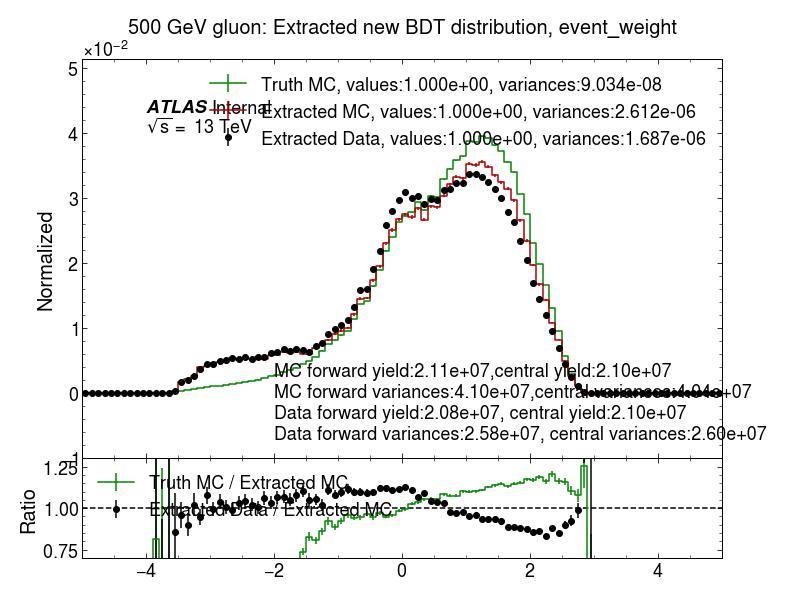 500 GeV gluon: Extracted new BDT distribution, event_weight
×10⁻²
Truth MC, values:1.000e+00, variances:9.034e-08
ATLAS Internal
Extracted MC, values:1.000e+00, variances:2.612e-06
√s = 13 TeV
Extracted Data, values:1.000e+00, variances:1.687e-06
5
4
3
2
1
0
Normalized
MC forward yield:2.11e+07,central yield:2.10e+07
MC forward variances:4.10e+07,central variances:4.04e+07
Data forward yield:2.08e+07, central yield:2.10e+07
Data forward variances:2.58e+07, central variances:2.60e+07
1.25
1.00
0.75
Ratio
Truth MC / Extracted MC
Extracted Data / Extracted MC
−4 −2 0 2 4